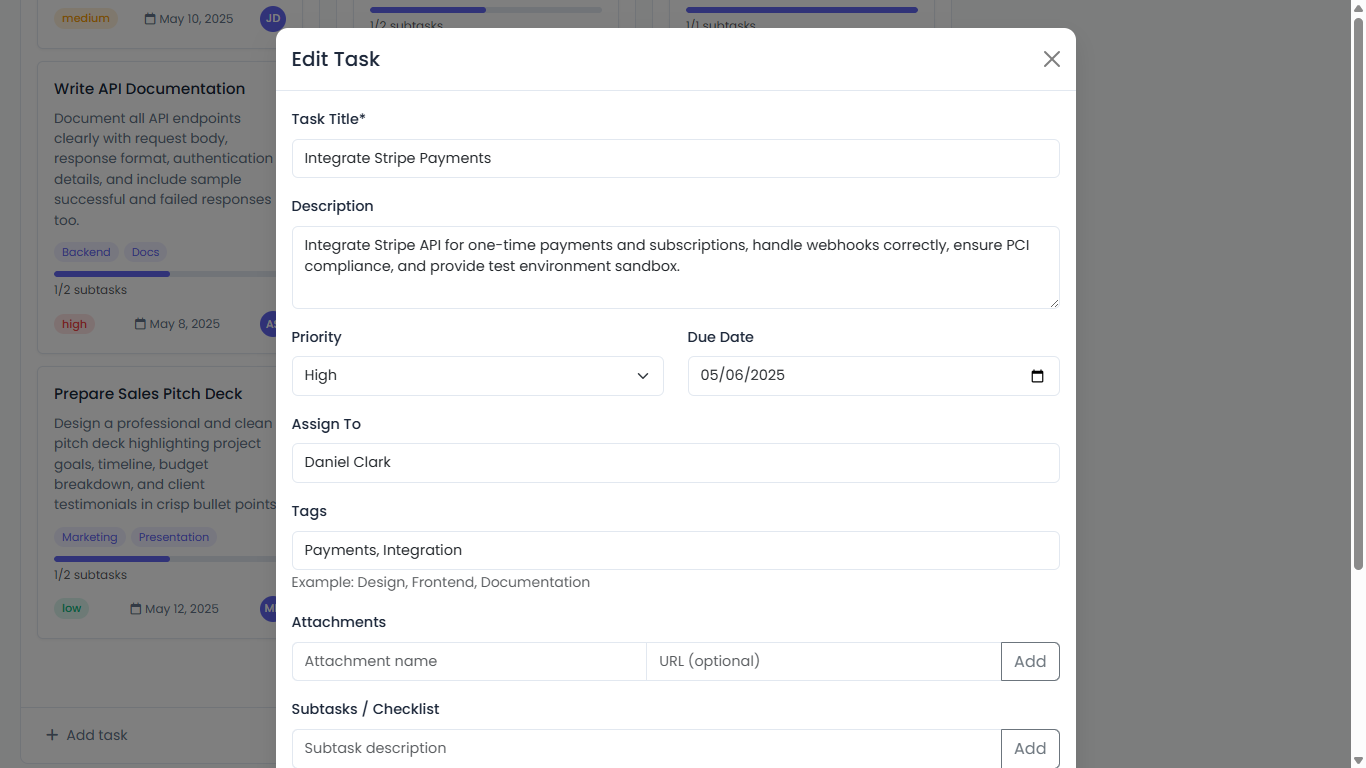 medium
May 10, 2025
JD
1/2 subtasks
1/1 subtasks
Write API Documentation
Document all API endpoints
clearly with request body,
response format, authentication
details, and include sample
successful and failed responses
too.
Backend
Docs
1/2 subtasks
high
May 8, 2025
Prepare Sales Pitch Deck
Design a professional and clean
pitch deck highlighting project
goals, timeline, budget
breakdown, and client
testimonials in crisp bullet points
Marketing
Presentation
1/2 subtasks
low
May 12, 2025
+ Add task
Edit Task
Task Title*
Integrate Stripe Payments
Description
Integrate Stripe API for one-time payments and subscriptions, handle webhooks correctly, ensure PCI
compliance, and provide test environment sandbox.
Priority
Due Date
High
05/06/2025
Assign To
Daniel Clark
Tags
Payments, Integration
Example: Design, Frontend, Documentation
Attachments
Attachment name
URL (optional)
Add
Subtasks / Checklist
Subtask description
Add